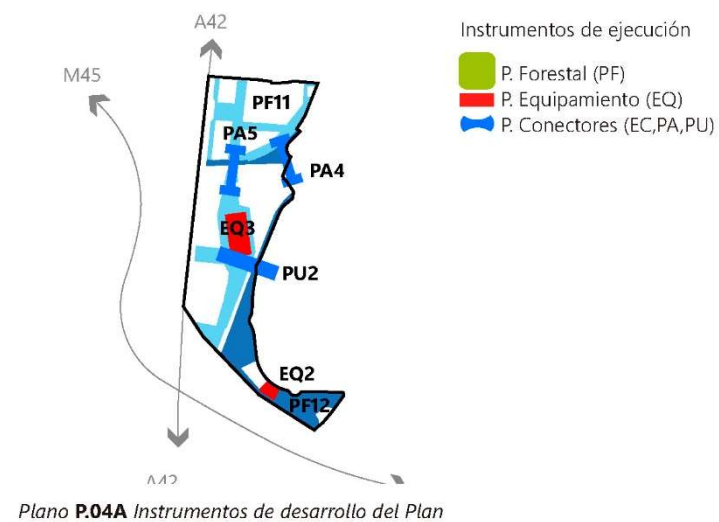 A42
M45
Instrumentos de ejecución
P. Forestal (PF)
P. Equipamiento (EQ)
P. Conectores (EC,PA,PU)
PF11
PA5
PA4
EQ3
PU2
EQ2
PF12
A42
Plano P.04A Instrumentos de desarrollo del Plan